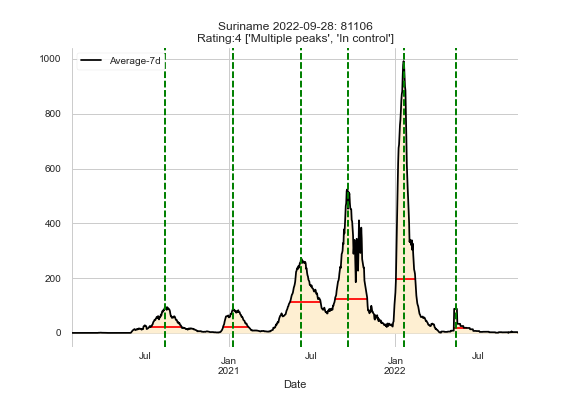 Suriname 2022-09-28: 81106
Rating:4 ['Multiple peaks', 'In control']
Average-7d
1000
800
600
400
200
0
Jul
Jan
2021
Jul
Jan
2022
Jul
Date